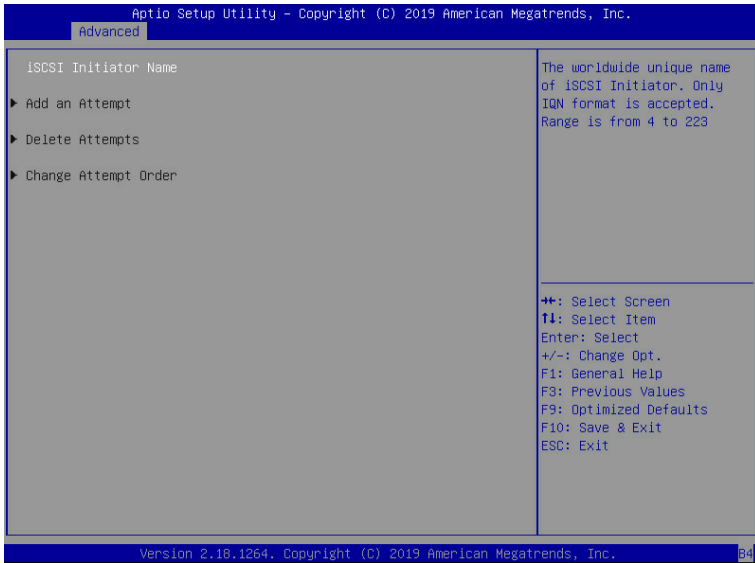 Aptio Setup Utility – Copyright (C) 2019 American Megatrends, Inc.
Advanced
iSCSI Initiator Name
▶ Add an Attempt
▶ Delete Attempts
▶ Change Attempt Order
The worldwide unique name
of iSCSI Initiator. Only
IQN format is accepted.
Range is from 4 to 223
→←: Select Screen
↑↓: Select Item
Enter: Select
+/-: Change Opt.
F1: General Help
F3: Previous Values
F9: Optimized Defaults
F10: Save & Exit
ESC: Exit
Version 2.18.1264. Copyright (C) 2019 American Megatrends, Inc.
B4